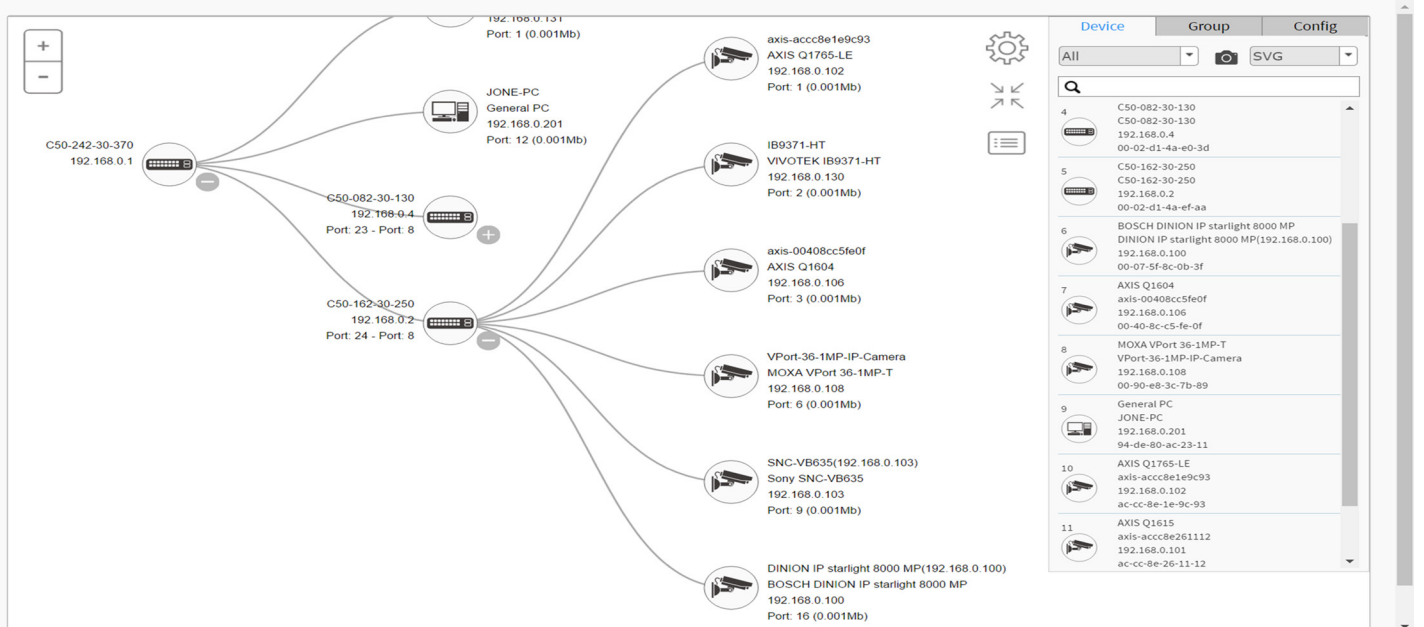 192.168.0.131
Port: 1 (0.001Mb)
JONE-PC
General PC
192.168.0.201
Port: 12 (0.001Mb)
C50-242-30-370
192.168.0.1
C50-082-30-130
192.168.0.4
Port: 23 - Port: 8
C50-162-30-250
192.168.0.2
Port: 24 - Port: 8
axis-accc8e1e9c93
AXIS Q1765-LE
192.168.0.102
Port: 1 (0.001Mb)
IB9371-HT
VIVOTEK IB9371-HT
192.168.0.130
Port: 2 (0.001Mb)
axis-00408cc5fe0f
AXIS Q1604
192.168.0.106
Port: 3 (0.001Mb)
VPort-36-1MP-IP-Camera
MOXA VPort 36-1MP-T
192.168.0.108
Port: 6 (0.001Mb)
SNC-VB635(192.168.0.103)
Sony SNC-VB635
192.168.0.103
Port: 9 (0.001Mb)
DINION IP starlight 8000 MP(192.168.0.100)
BOSCH DINION IP starlight 8000 MP
192.168.0.100
Port: 16 (0.001Mb)
Device Group Config
All SVG
4
C50-082-30-130
C50-082-30-130
192.168.0.4
00-02-d1-4a-e0-3d
5
C50-162-30-250
C50-162-30-250
192.168.0.2
00-02-d1-4a-ef-aa
6
BOSCH DINION IP starlight 8000 MP
DINION IP starlight 8000 MP(192.168.0.100)
192.168.0.100
00-07-5f-8c-0b-3f
7
AXIS Q1604
axis-00408cc5fe0f
192.168.0.106
00-40-8c-c5-fe-0f
8
MOXA VPort 36-1MP-T
VPort-36-1MP-IP-Camera
192.168.0.108
00-90-e8-3c-7b-89
9
General PC
JONE-PC
192.168.0.201
94-de-80-ac-23-11
10
AXIS Q1765-LE
axis-accc8e1e9c93
192.168.0.102
ac-cc-8e-1e-9c-93
11
AXIS Q1615
axis-accc8e261112
192.168.0.101
ac-cc-8e-26-11-12